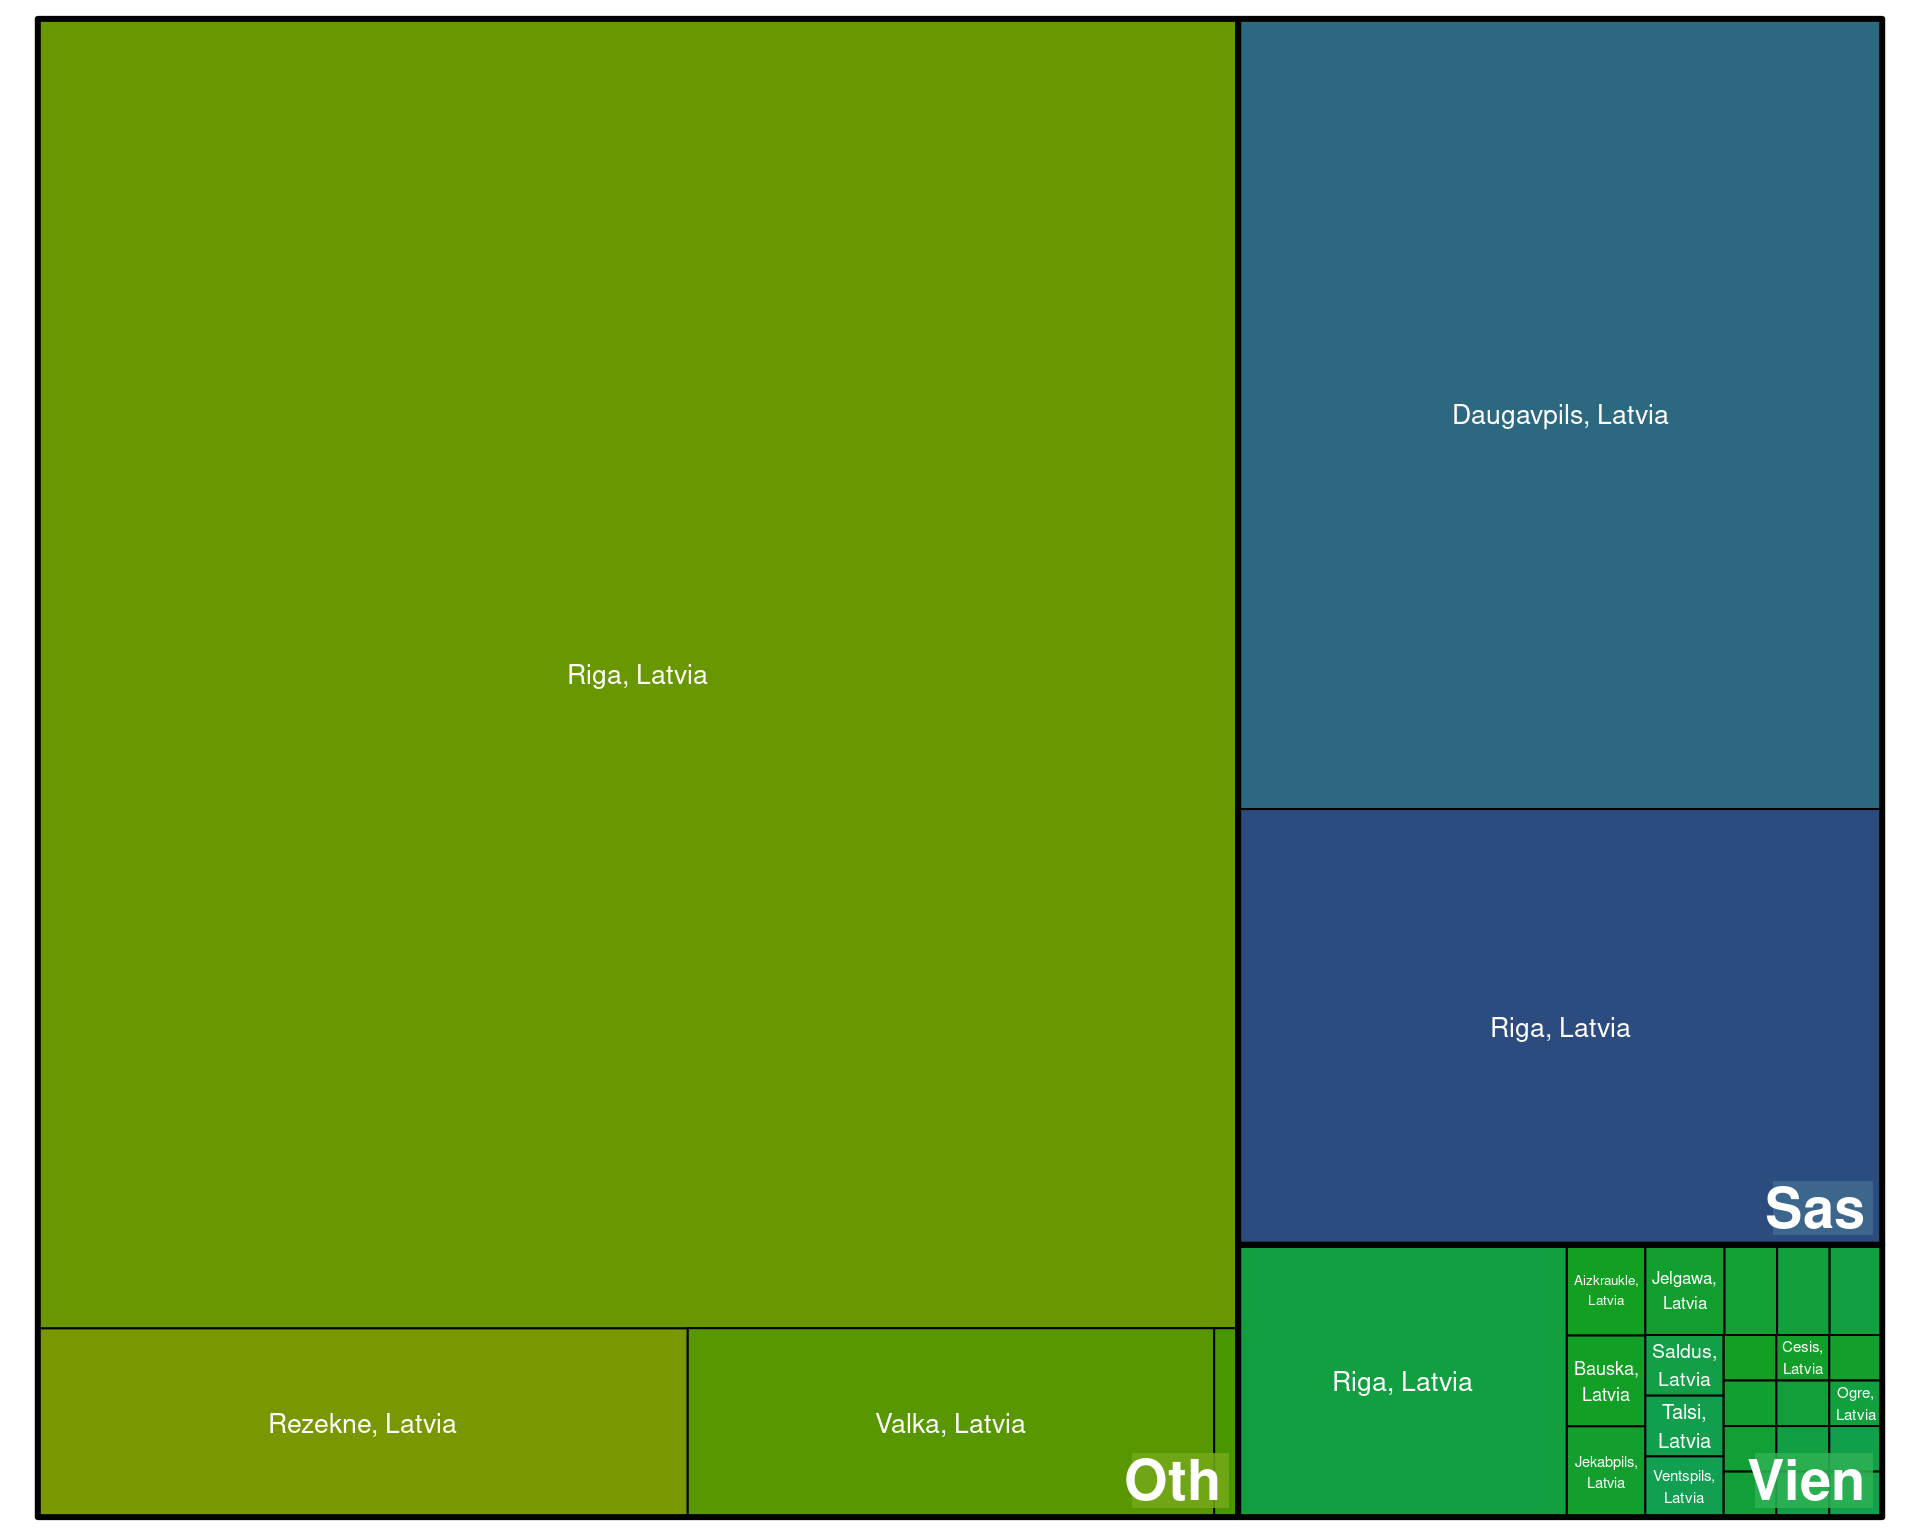 Riga, Latvia
Rezekne, Latvia
Valka, Latvia
Oth
Daugavpils, Latvia
Riga, Latvia
Sas
Riga, Latvia
Aizkraukle,
Latvia
Bauska,
Latvia
Jekabpils,
Latvia
Jelgawa,
Latvia
Saldus,
Latvia
Talsi,
Latvia
Ventspils,
Latvia
Cesis,
Latvia
Ogre,
Latvia
Vien